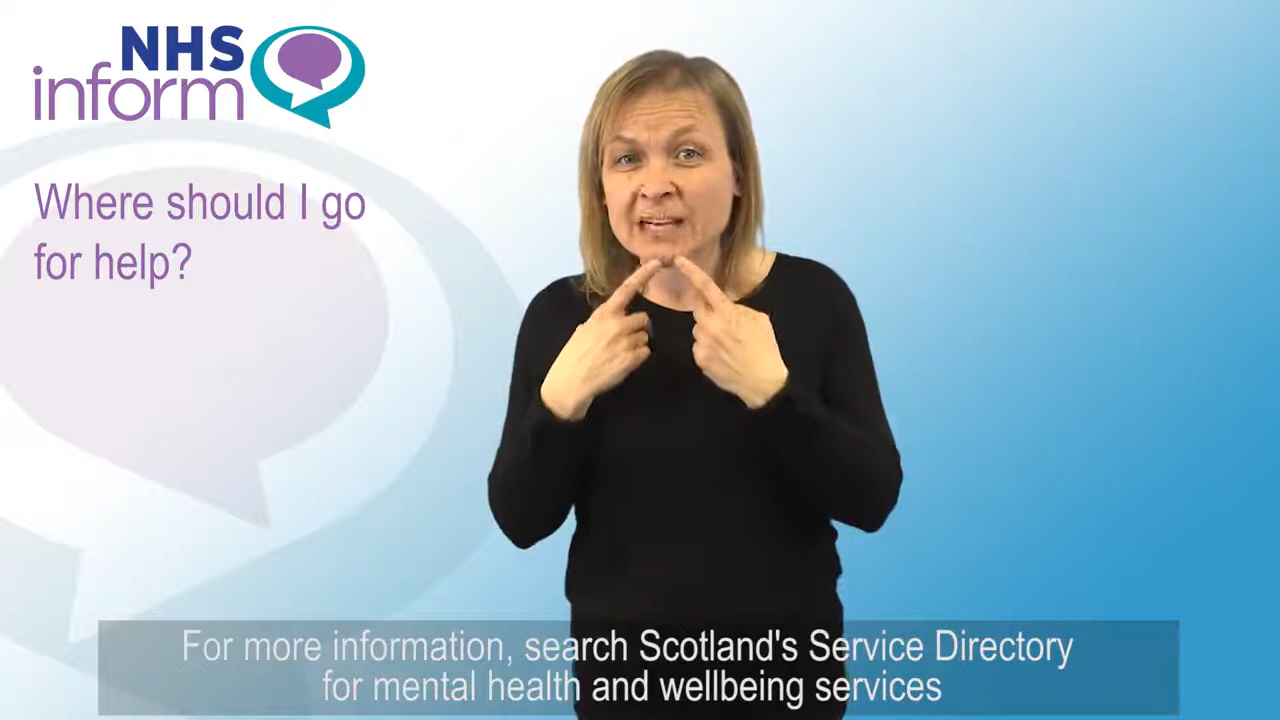 NHS
inform
Where should I go
for help?
For more information, search Scotland's Service Directory
for mental health and wellbeing services